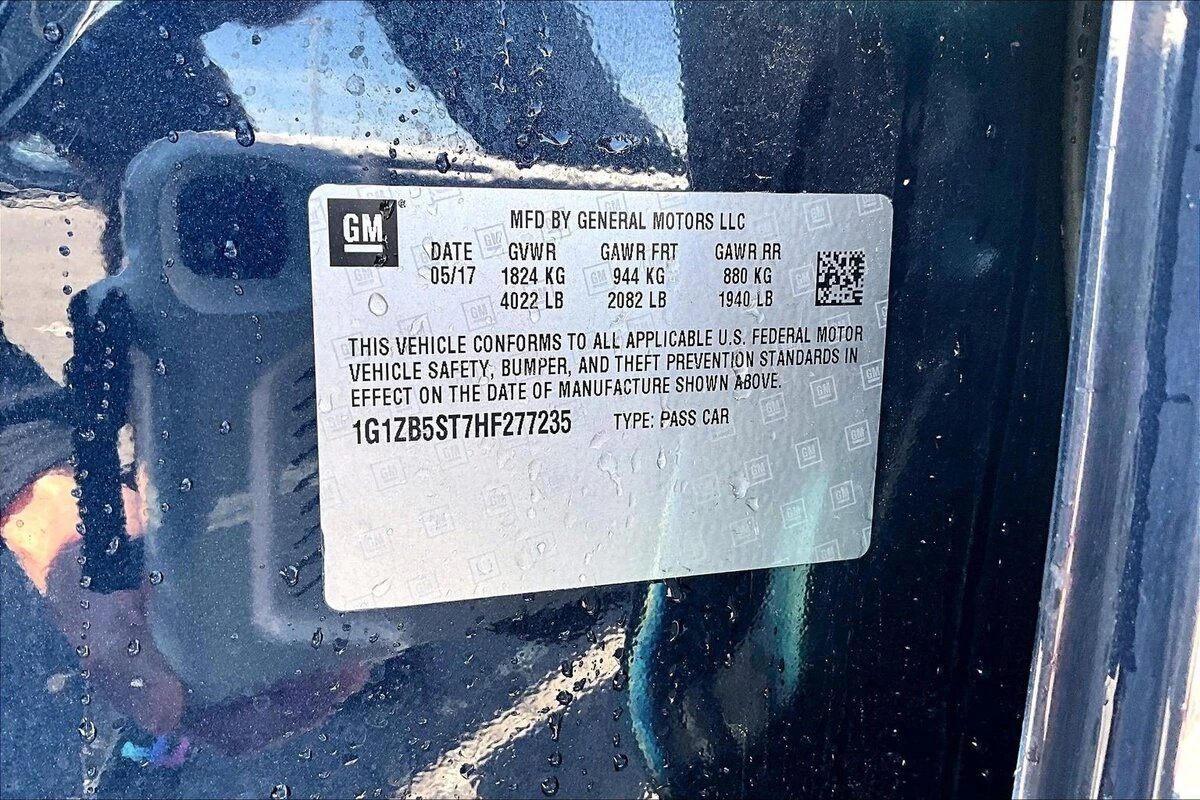 GM
MFD BY GENERAL MOTORS LLC
DATE GVWR GAWR FRT GAWR RR
05/17 1824 KG 944 KG 880 KG
4022 LB 2082 LB 1940 LB
THIS VEHICLE CONFORMS TO ALL APPLICABLE U.S. FEDERAL MOTOR
VEHICLE SAFETY, BUMPER, AND THEFT PREVENTION STANDARDS IN
EFFECT ON THE DATE OF MANUFACTURE SHOWN ABOVE.
1G1ZB5ST7HF277235 TYPE: PASS CAR